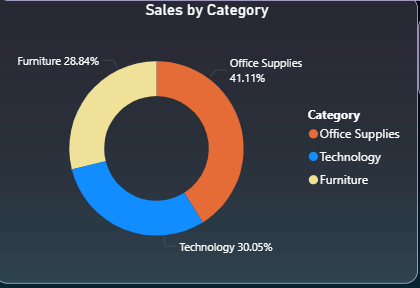 Sales by Category
Furniture 28.84%
Office Supplies
41.11%
Category
Office Supplies
Technology
Furniture
Technology 30.05%